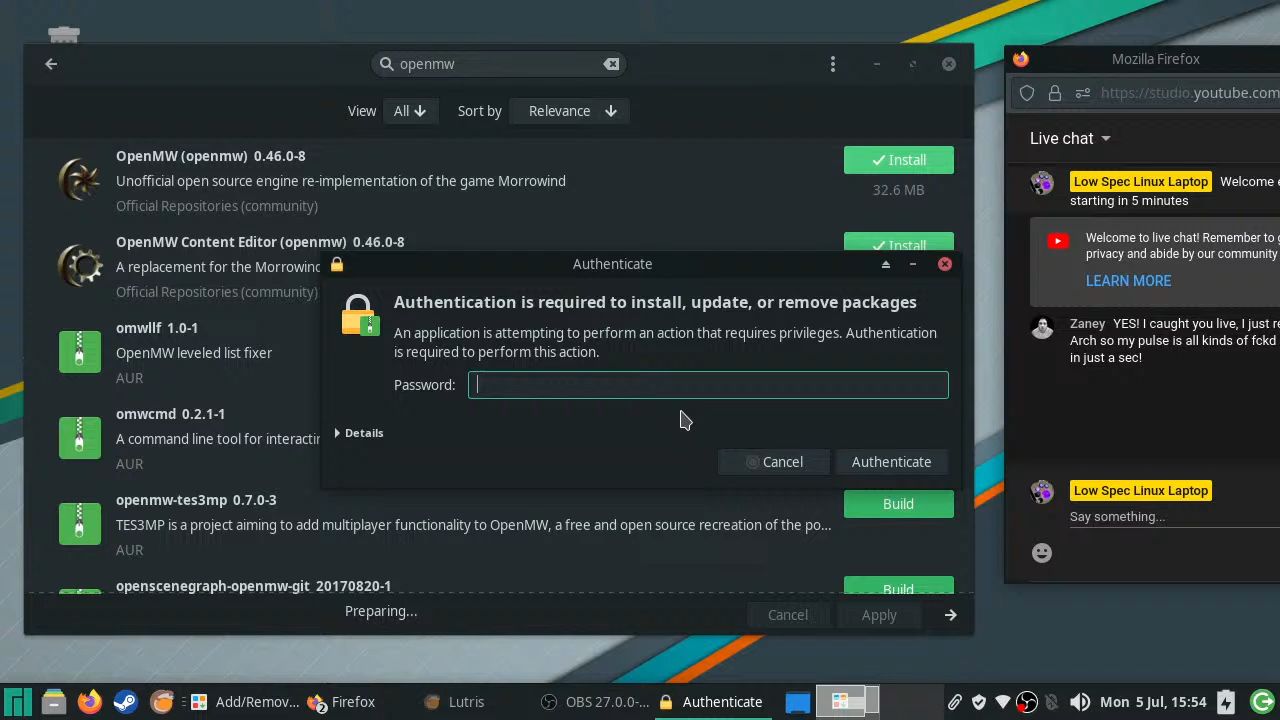 openmw
View All Sort by Relevance
OpenMW (openmw) 0.46.0-8
Unofficial open source engine re-implementation of the game Morrowind
Official Repositories (community)
Install
32.6 MB
OpenMW Content Editor (openmw) 0.46.0-8
A replacement for the Morrowind
Official Repositories (community)
Install
omwllf 1.0-1
OpenMW leveled list fixer
AUR
omwcmd 0.2.1-1
A command line tool for
AUR
openmw-tes3mp 0.7.0-3
TES3MP is a project aiming to add multiplayer functionality to OpenMW, a free and open source recreation of the po...
AUR
Build
openscenegraph-openmw-git 20170820-1
Build
Preparing...
Cancel Apply
Authenticate
Authentication is required to install, update, or remove packages
An application is attempting to perform an action that requires privileges. Authentication
is required to perform this action.
Password:
Details
Cancel Authenticate
Mozilla Firefox
https://studio.youtube.com
Live chat
Low Spec Linux Laptop Welcome
starting in 5 minutes
Welcome to live chat! Remember to
privacy and abide by our community
LEARN MORE
Zaney YES! I caught you live, I just
Arch so my pulse is all kinds of fckd
in just a sec!
Low Spec Linux Laptop
Say something...
Add/Remov... 2 Firefox Lutris OBS 27.0.0-... Authenticate Mon 5 Jul, 15:54